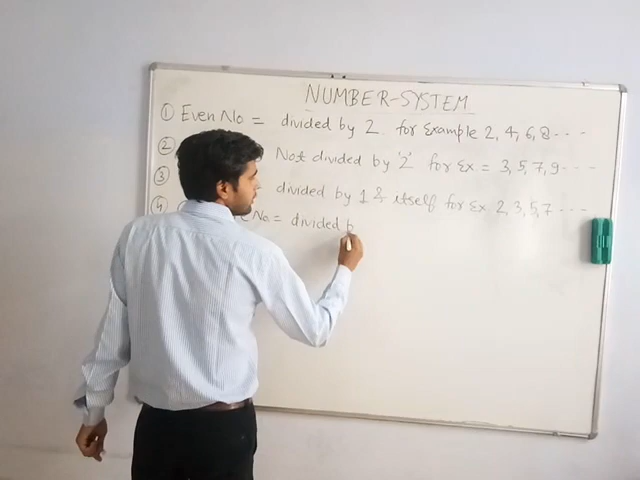 NUMBER-SYSTEM
① Even No = divided by 2 for Example 2, 4, 6, 8 - - -
② Not divided by '2' for Ex = 3, 5, 7, 9 - - - -
③ divided by 1 & itself for Ex 2, 3, 5, 7 - - - -
④ No = divided b